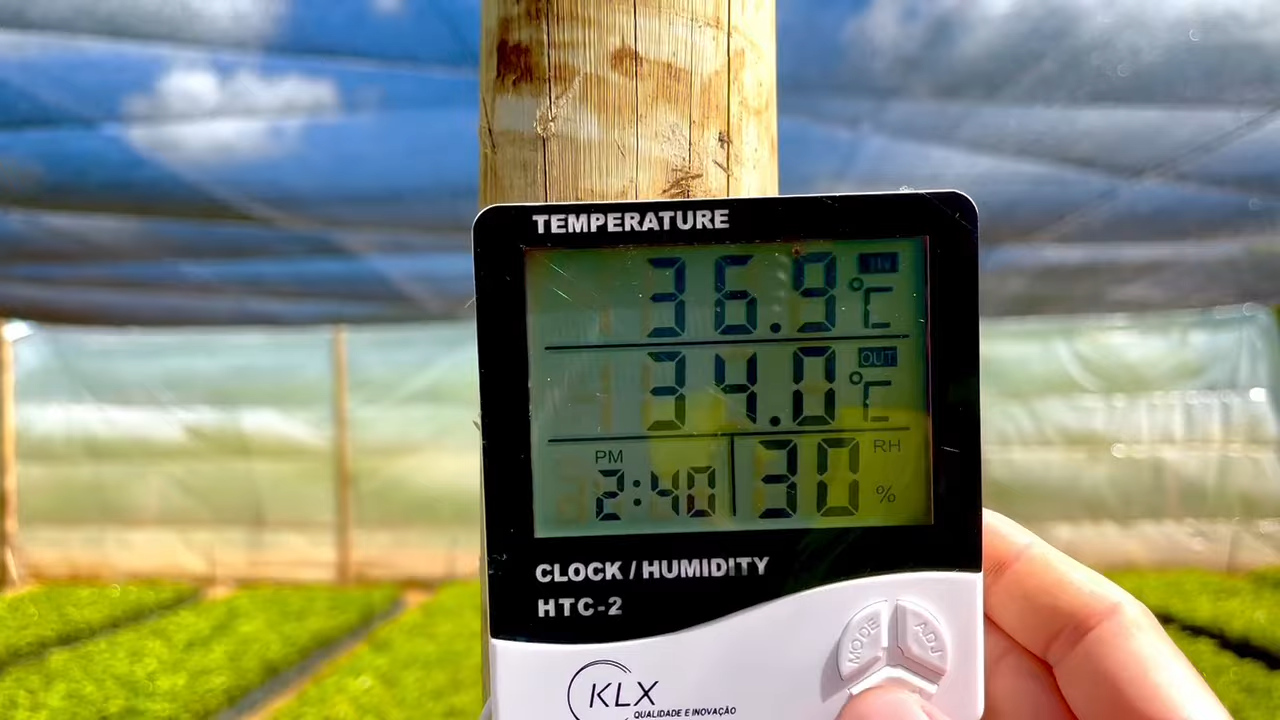 TEMPERATURE
36.9 °C IN
34.0 °C OUT
PM 2:40 30 % RH
CLOCK / HUMIDITY
HTC-2
MODE ADJ
KLX
QUALIDADE E INOVAÇÃO